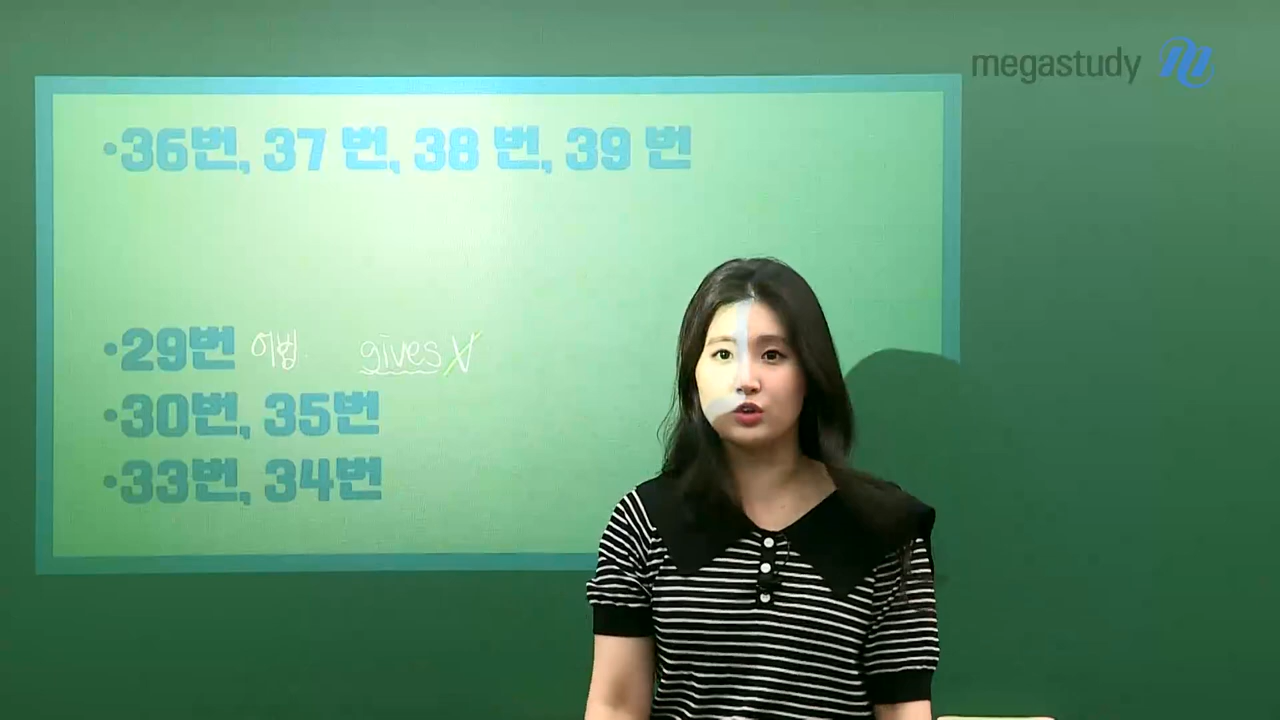 megastudy
·36번, 37 번, 38 번, 39 번
·29번 어법. gives V
·30번, 35번
·33번, 34번